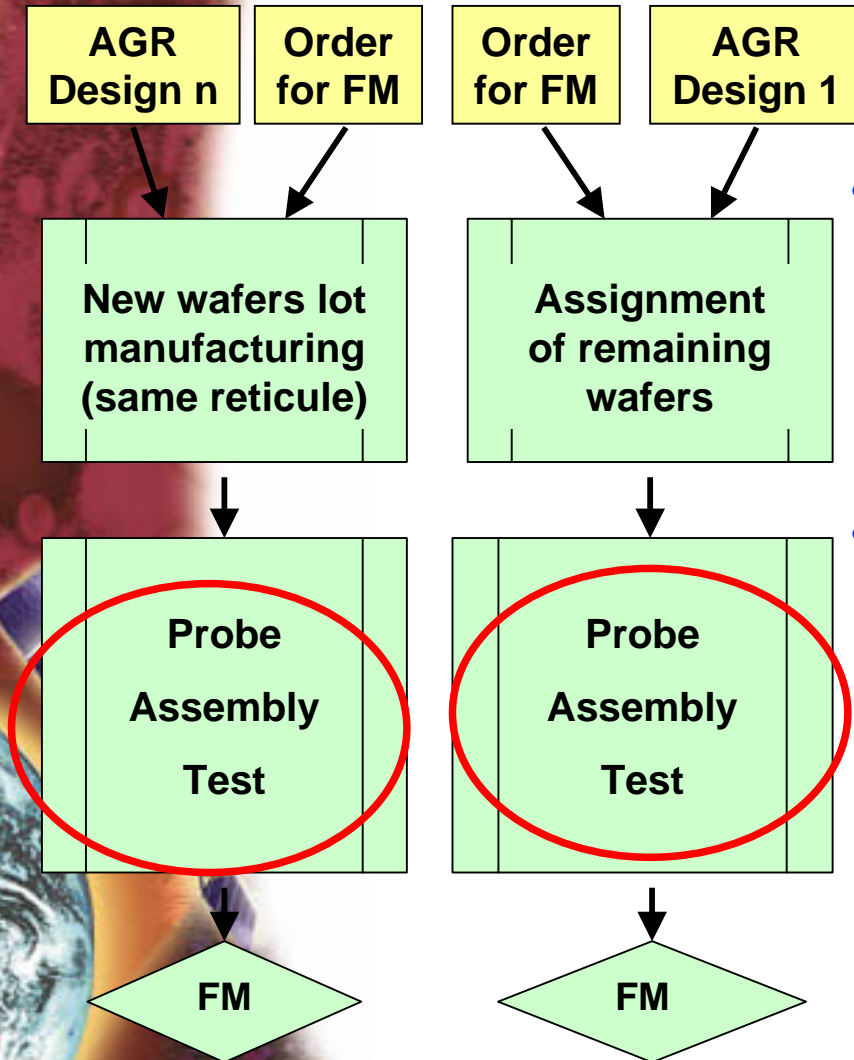 AGR
Design n
Order
for FM
Order
for FM
AGR
Design 1
New wafers lot
manufacturing
(same reticule)
Assignment
of remaining
wafers
Probe
Assembly
Test
Probe
Assembly
Test
FM
FM